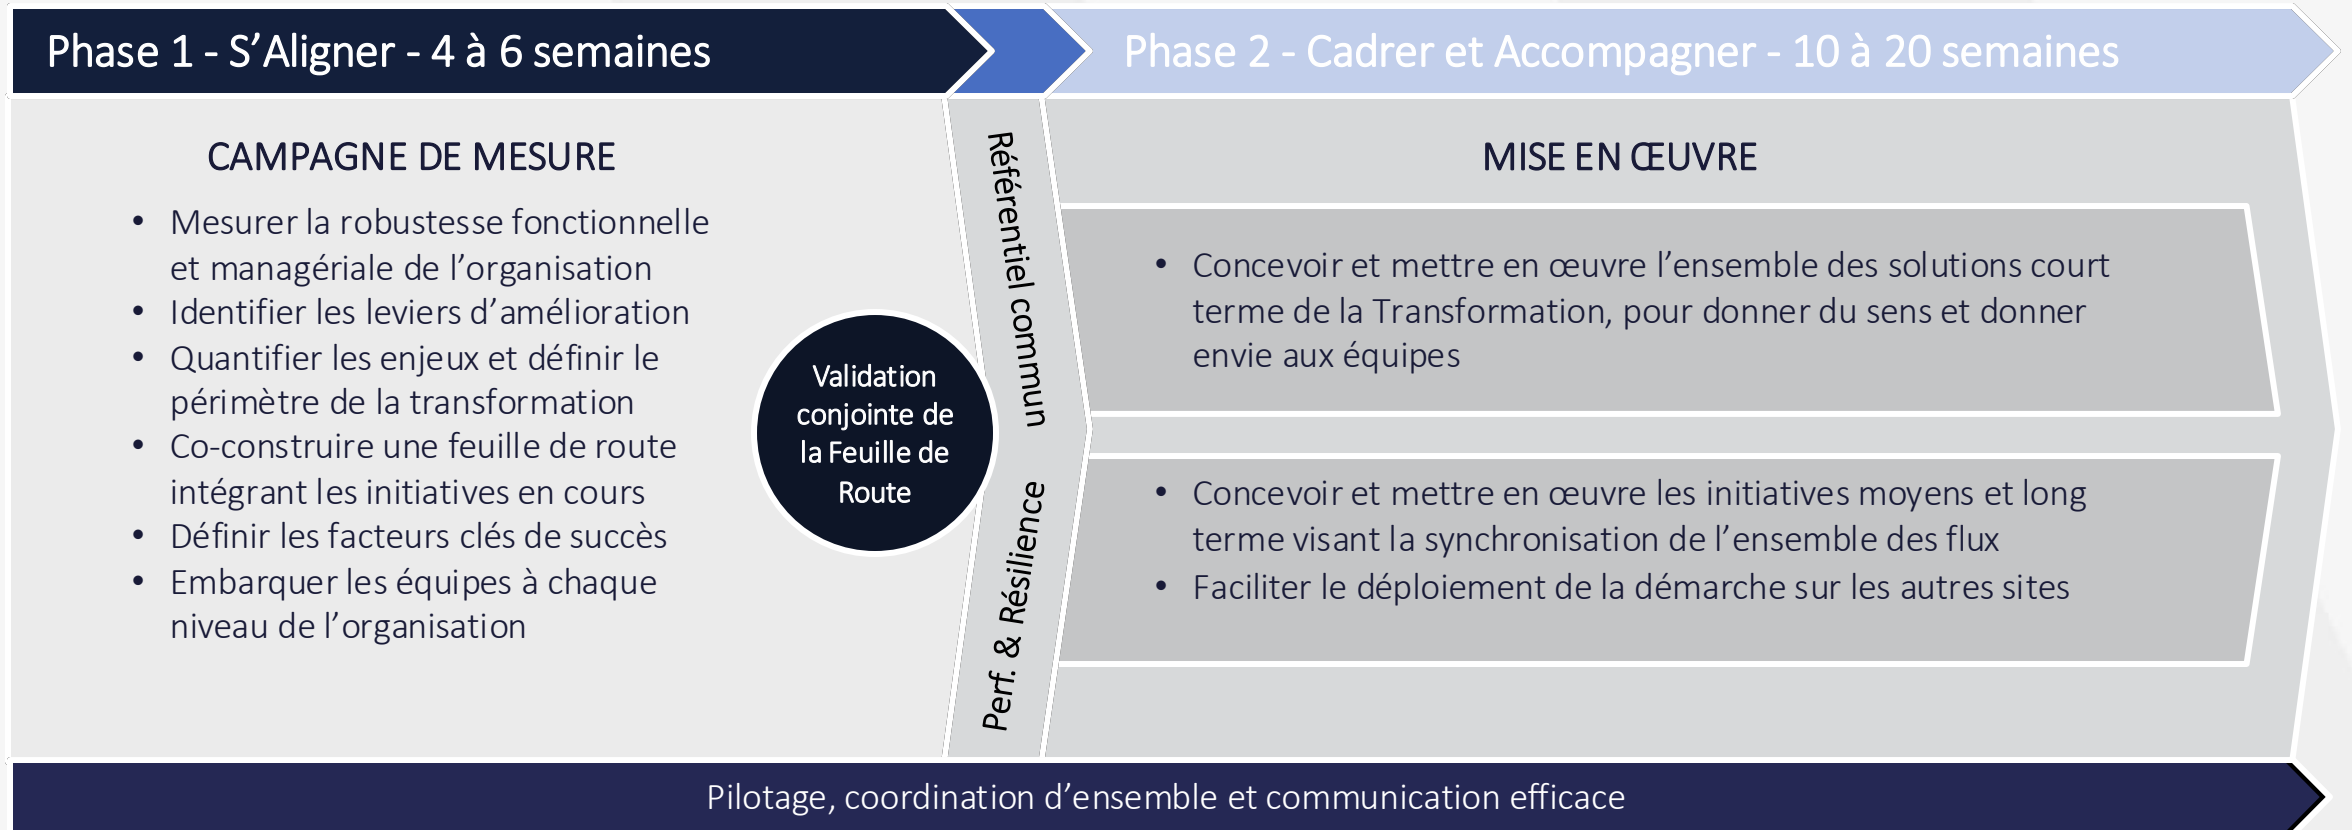 Phase 1 - S’Aligner - 4 à 6 semaines
Phase 2 - Cadrer et Accompagner - 10 à 20 semaines
CAMPAGNE DE MESURE
• Mesurer la robustesse fonctionnelle
et managériale de l’organisation
• Identifier les leviers d’amélioration
• Quantifier les enjeux et définir le
périmètre de la transformation
• Co-construire une feuille de route
intégrant les initiatives en cours
• Définir les facteurs clés de succès
• Embarquer les équipes à chaque
niveau de l’organisation
Validation
conjointe de
la Feuille de
Route
Référentiel commun
Perf. & Résilience
MISE EN ŒUVRE
• Concevoir et mettre en œuvre l’ensemble des solutions court
terme de la Transformation, pour donner du sens et donner
envie aux équipes
• Concevoir et mettre en œuvre les initiatives moyens et long
terme visant la synchronisation de l’ensemble des flux
• Faciliter le déploiement de la démarche sur les autres sites
Pilotage, coordination d’ensemble et communication efficace